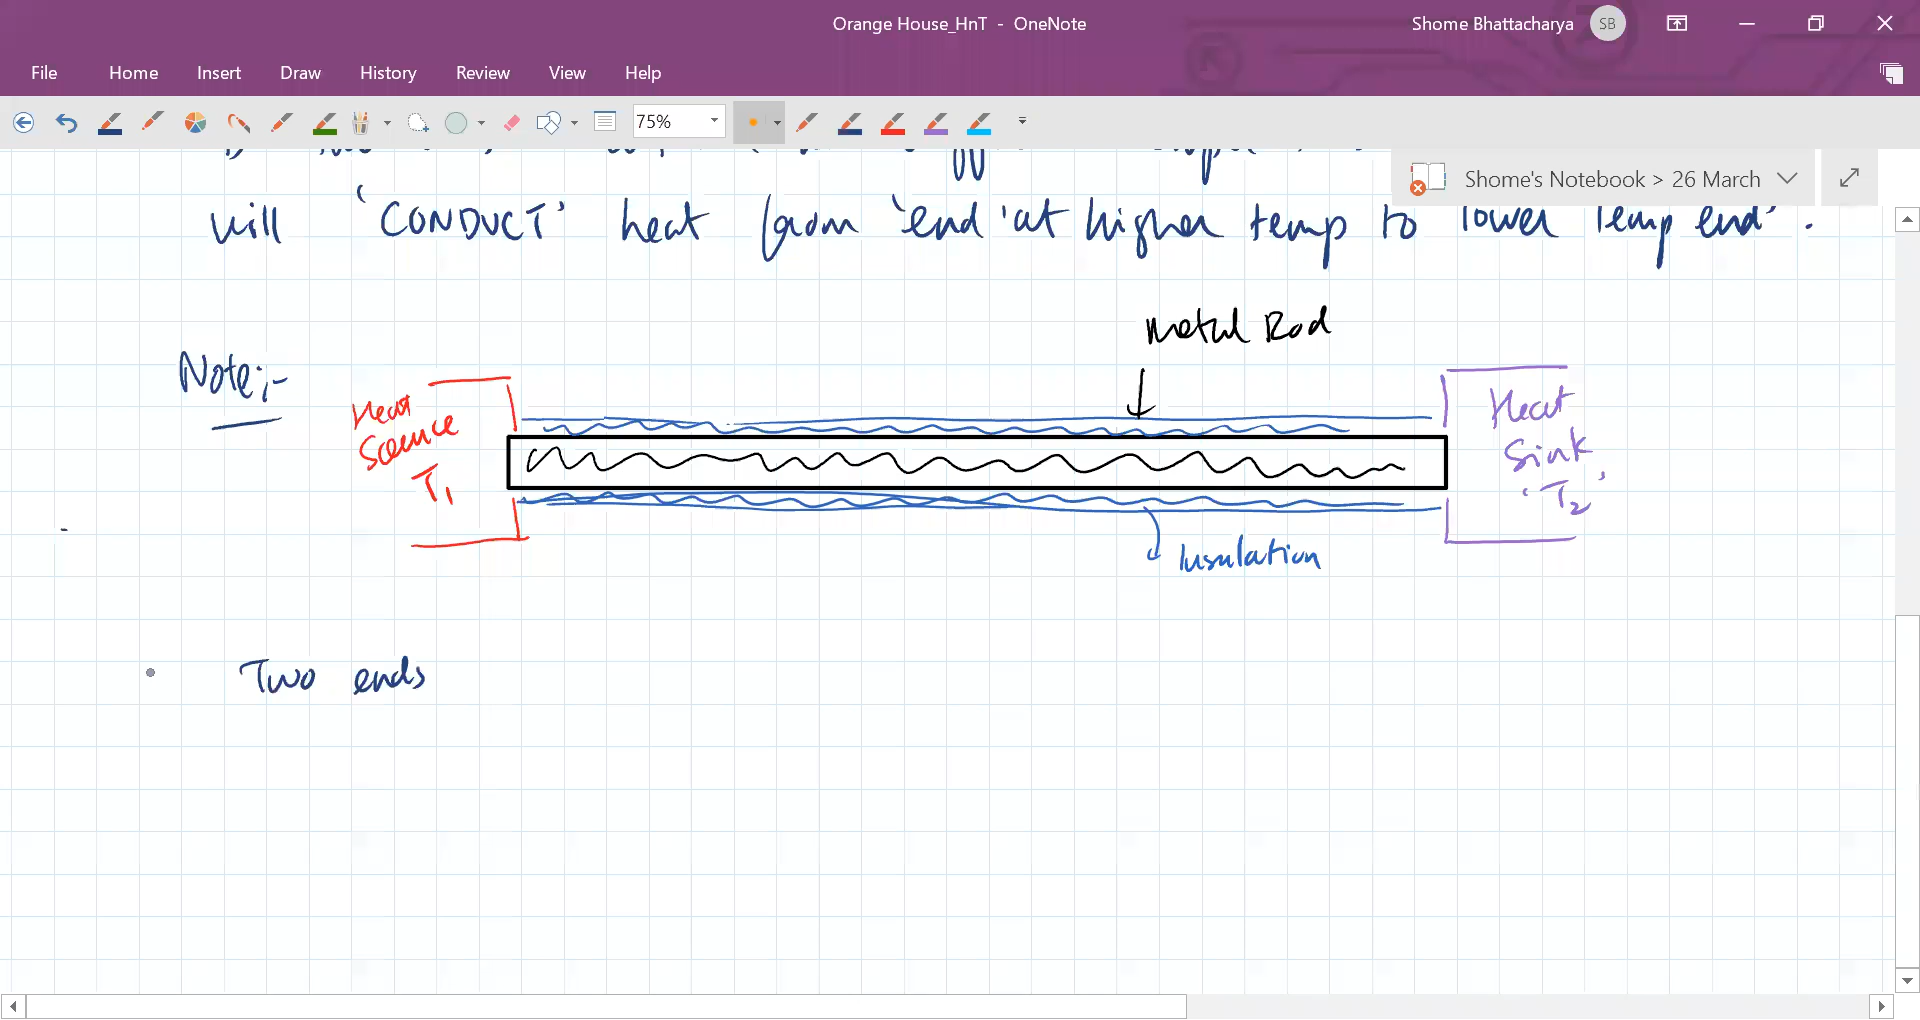 Orange House_HnT - OneNote
Shome Bhattacharya SB
File Home Insert Draw History Review View Help
75%
Shome's Notebook > 26 March
will 'CONDUCT' heat from 'end' at higher temp to lower temp end'.
Metal Rod
Note:-
Heat
Source
T1
Heat
Sink
'T2'
Insulation
Two ends